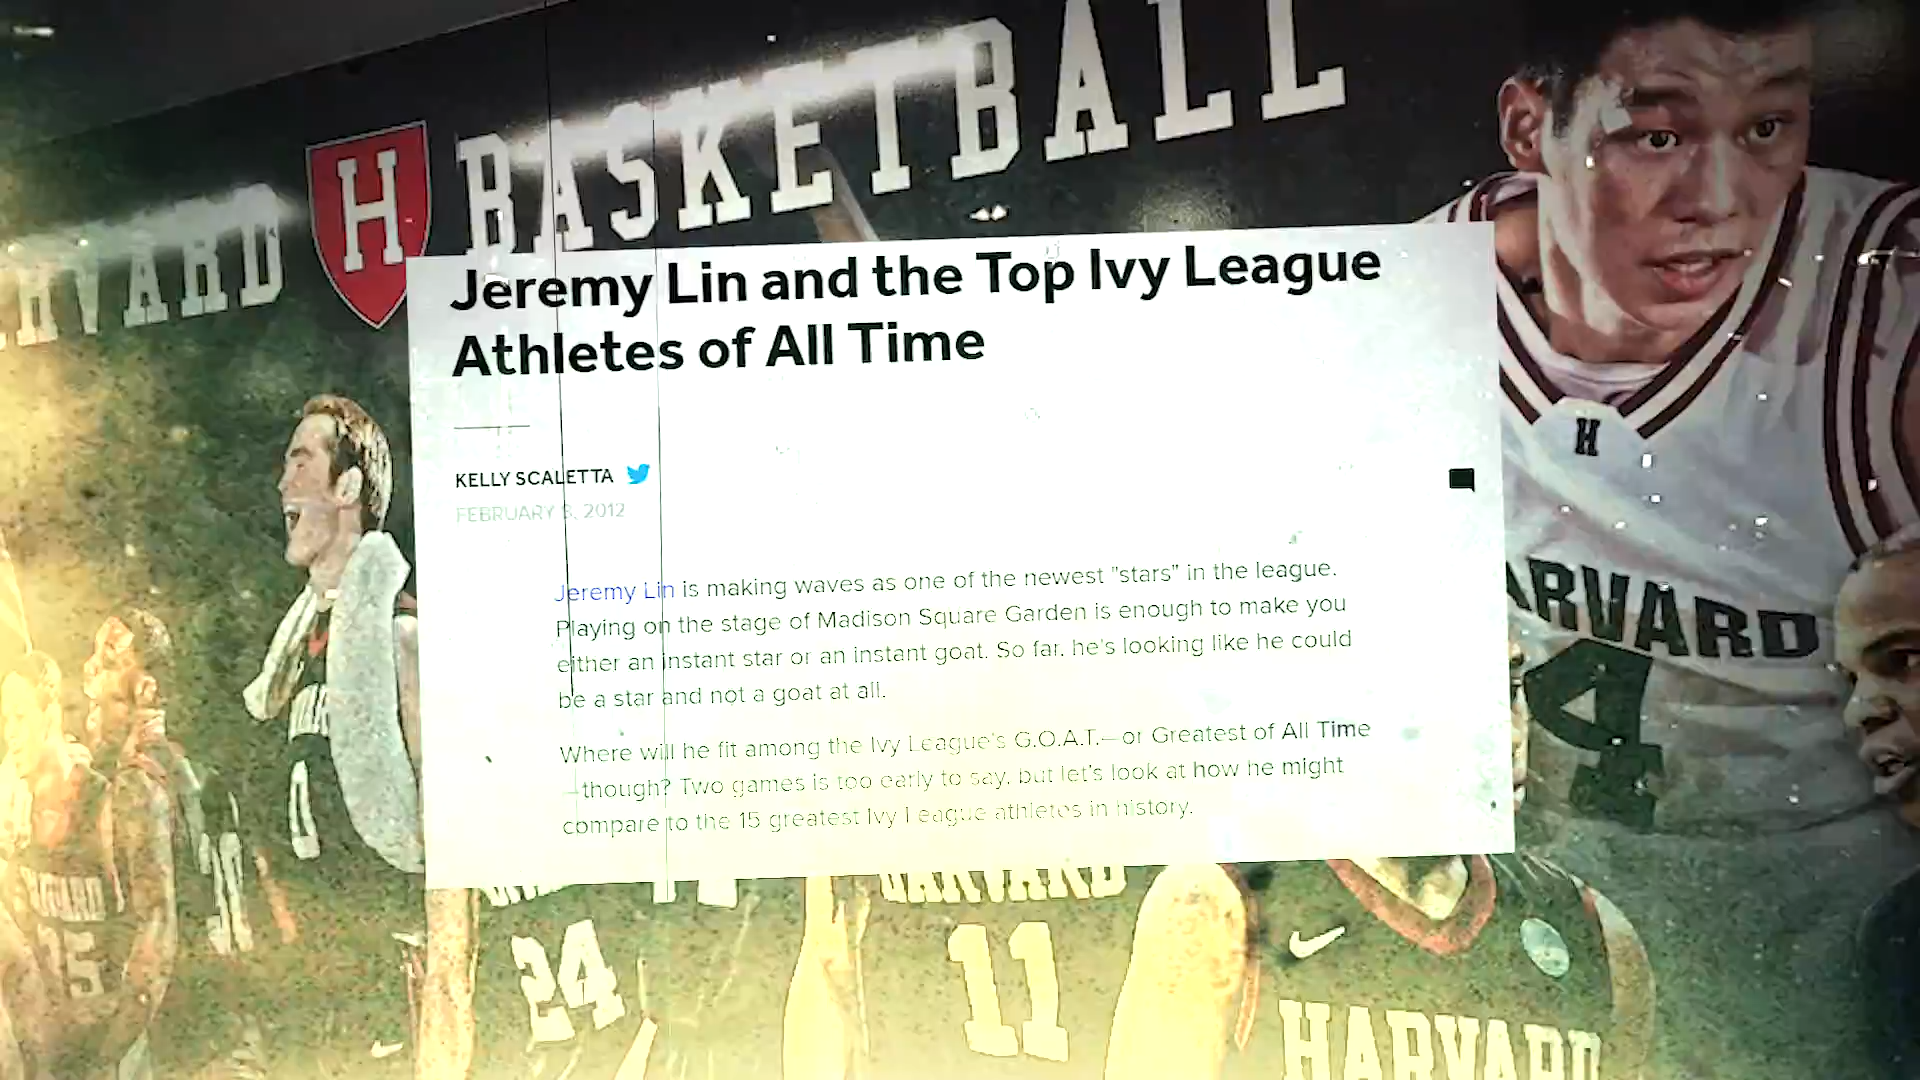 HARVARD H BASKETBALL
Jeremy Lin and the Top Ivy League
Athletes of All Time
KELLY SCALETTA
FEBRUARY 8, 2012
Jeremy Lin is making waves as one of the newest "stars" in the league.
Playing on the stage of Madison Square Garden is enough to make you
either an instant star or an instant goat. So far, he's looking like he could
be a star and not a goat at all.
Where will he fit among the Ivy League's G.O.A.T.—or Greatest of All Time
—though? Two games is too early to say, but let's look at how he might
compare to the 15 greatest Ivy League athletes in history.
H
ARVARD
4
0
HARVARD
24
11
HARVARD